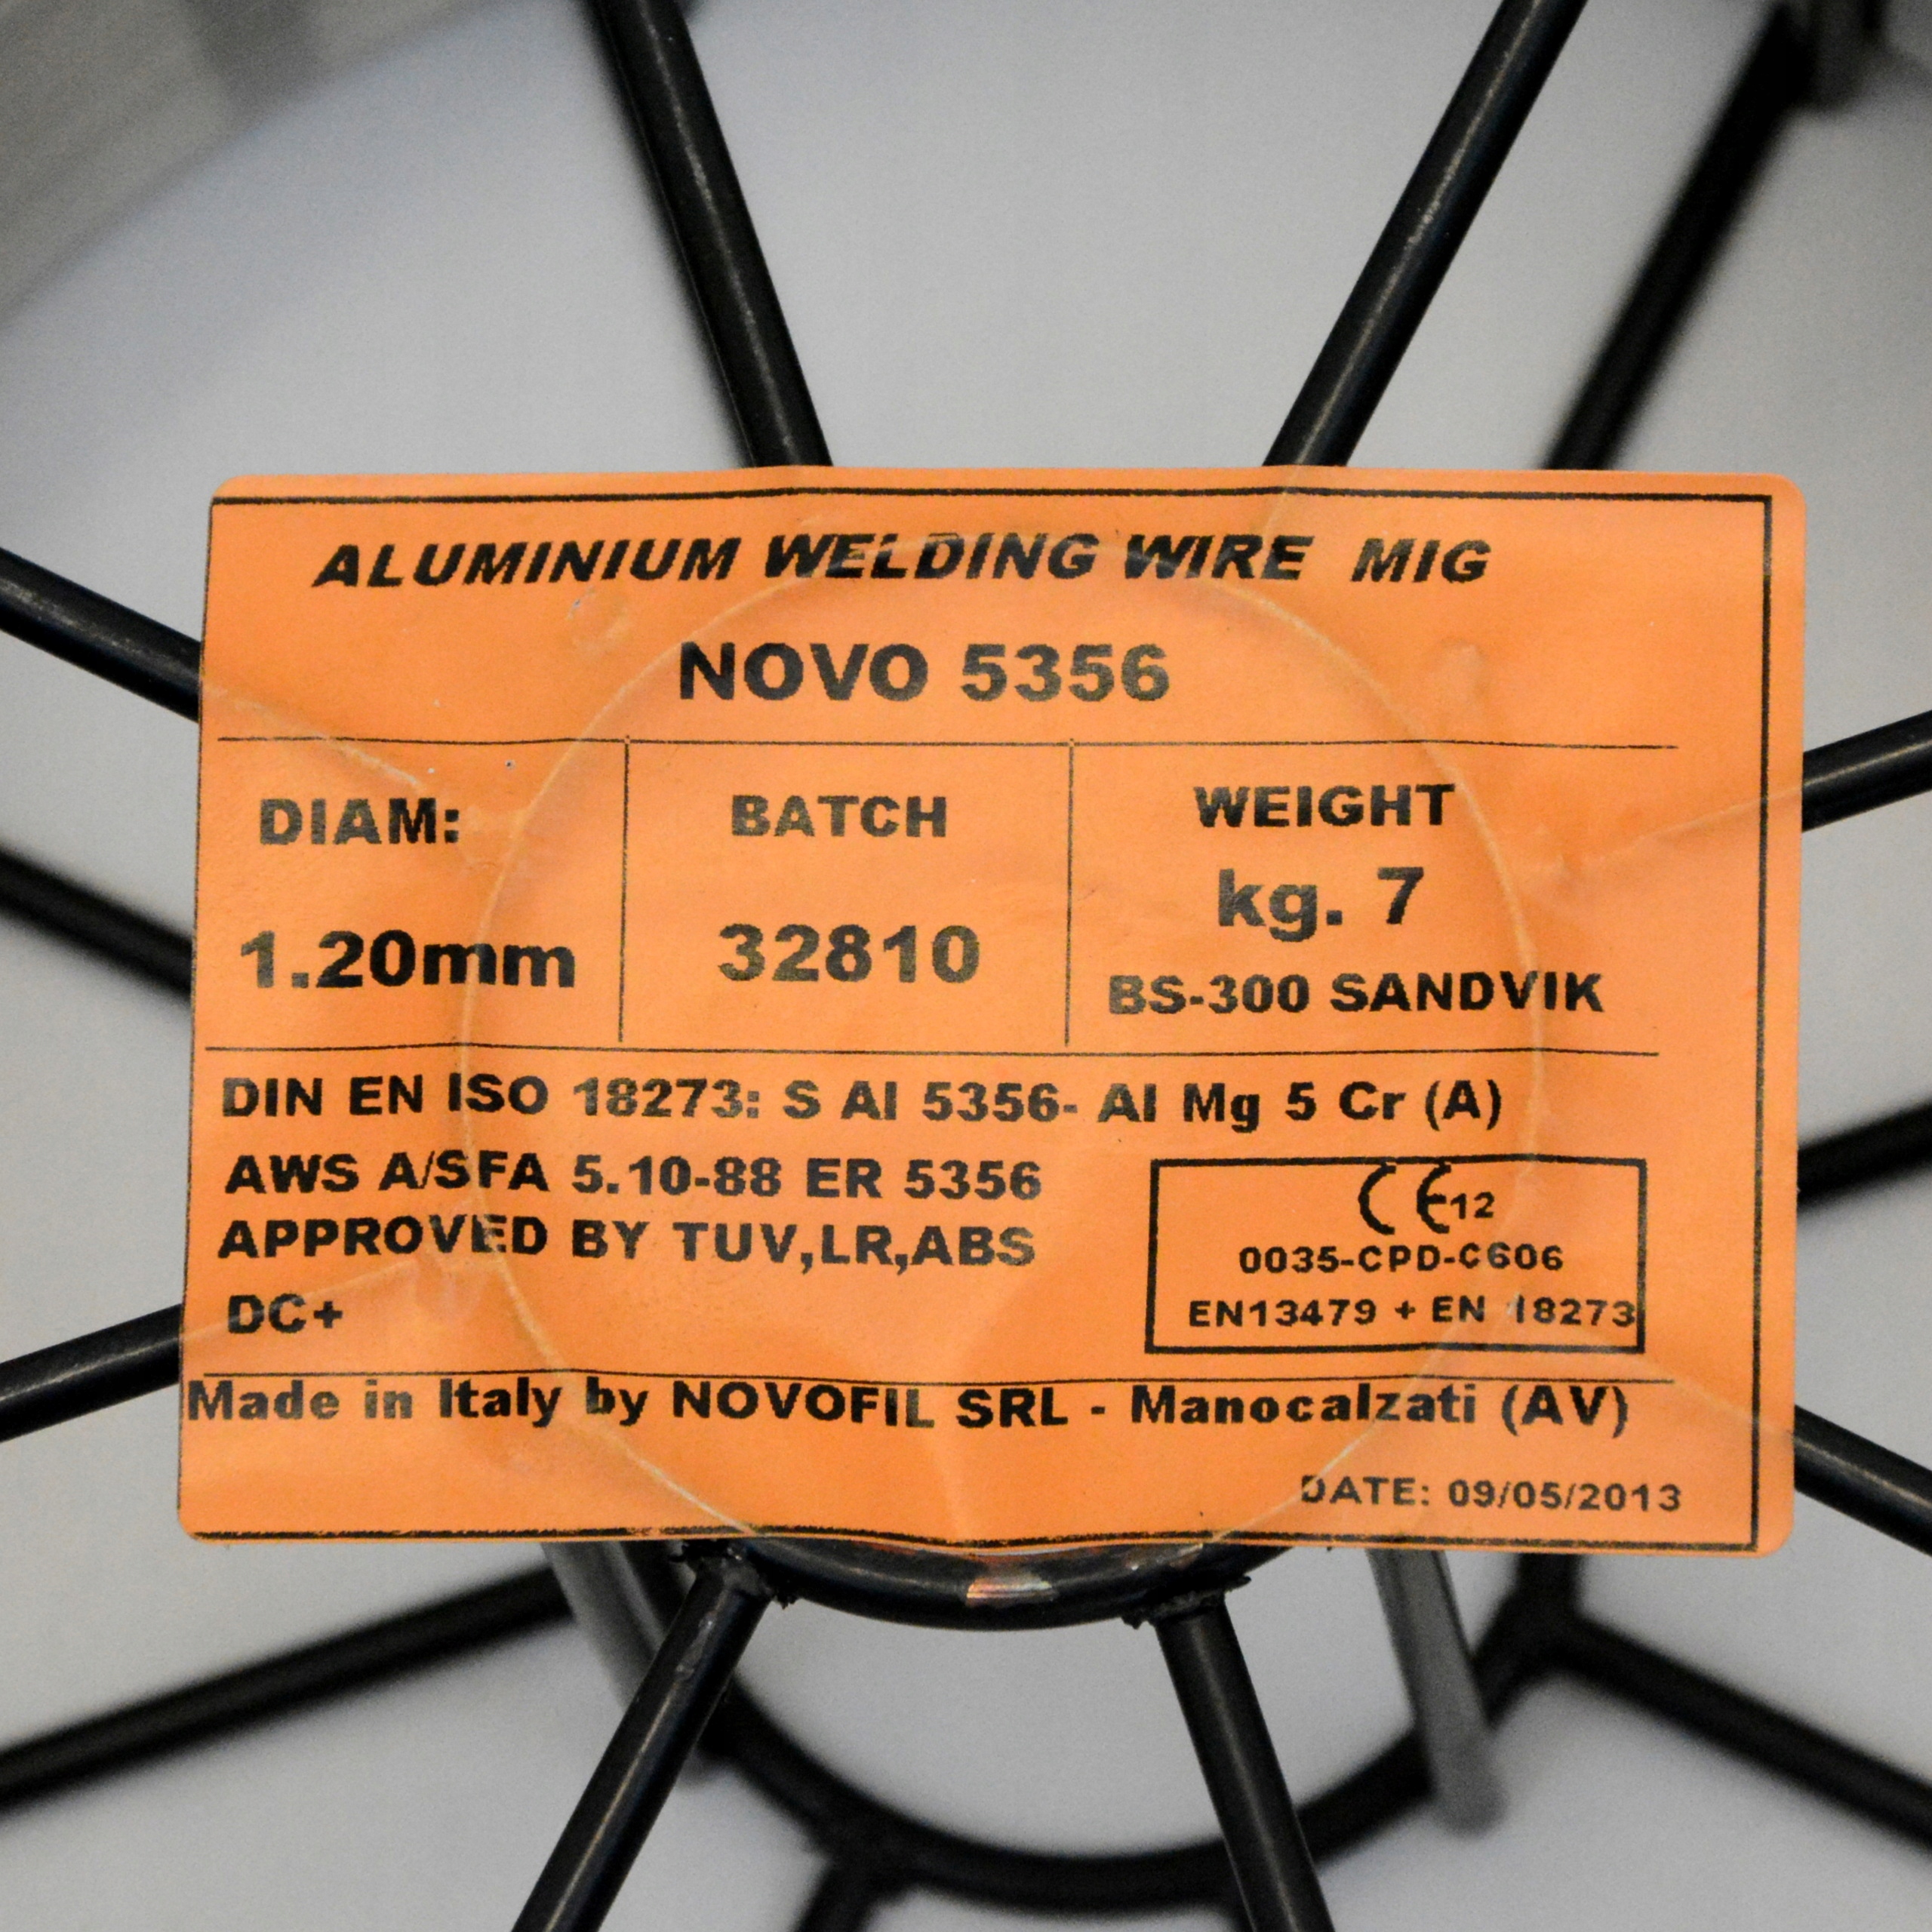 ALUMINIUM WELDING WIRE MIG
NOVO 5356
DIAM:
1.20mm
BATCH
32810
WEIGHT
kg. 7
BS-300 SANDVIK
DIN EN ISO 18273: S Al 5356- Al Mg 5 Cr (A)
AWS A/SFA 5.10-88 ER 5356
APPROVED BY TUV,LR,ABS
DC+
CE 12
0035-CPD-C606
EN13479 + EN 18273
Made in Italy by NOVOFIL SRL - Manocalzati (AV)
DATE: 09/05/2013